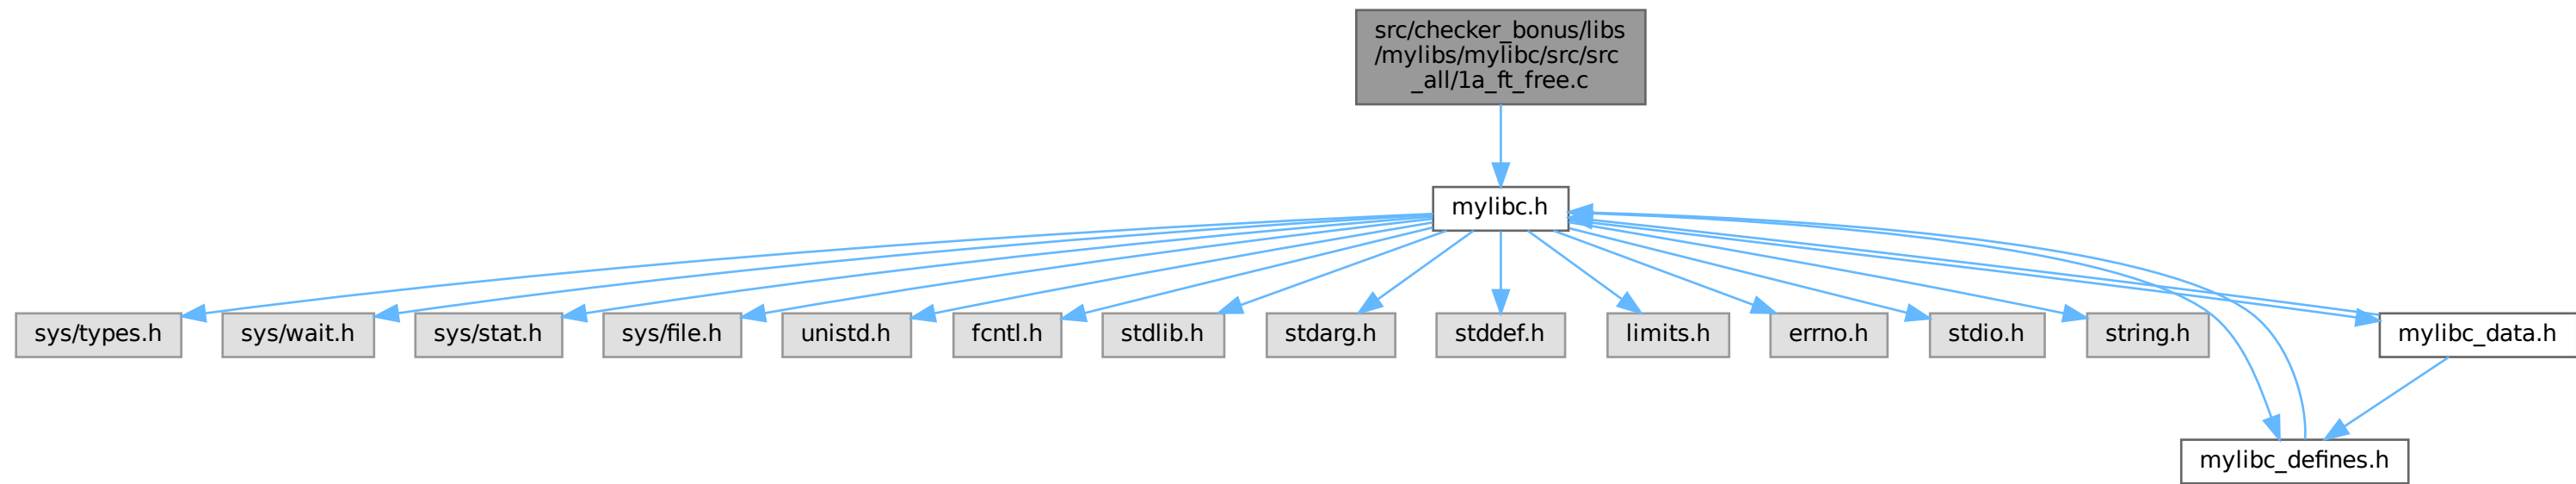 src/checker_bonus/libs
/mylibs/mylibc/src/src
_all/1a_ft_free.c
mylibc.h
sys/types.h
sys/wait.h
sys/stat.h
sys/file.h
unistd.h
fcntl.h
stdlib.h
stdarg.h
stddef.h
limits.h
errno.h
stdio.h
string.h
mylibc_data.h
mylibc_defines.h